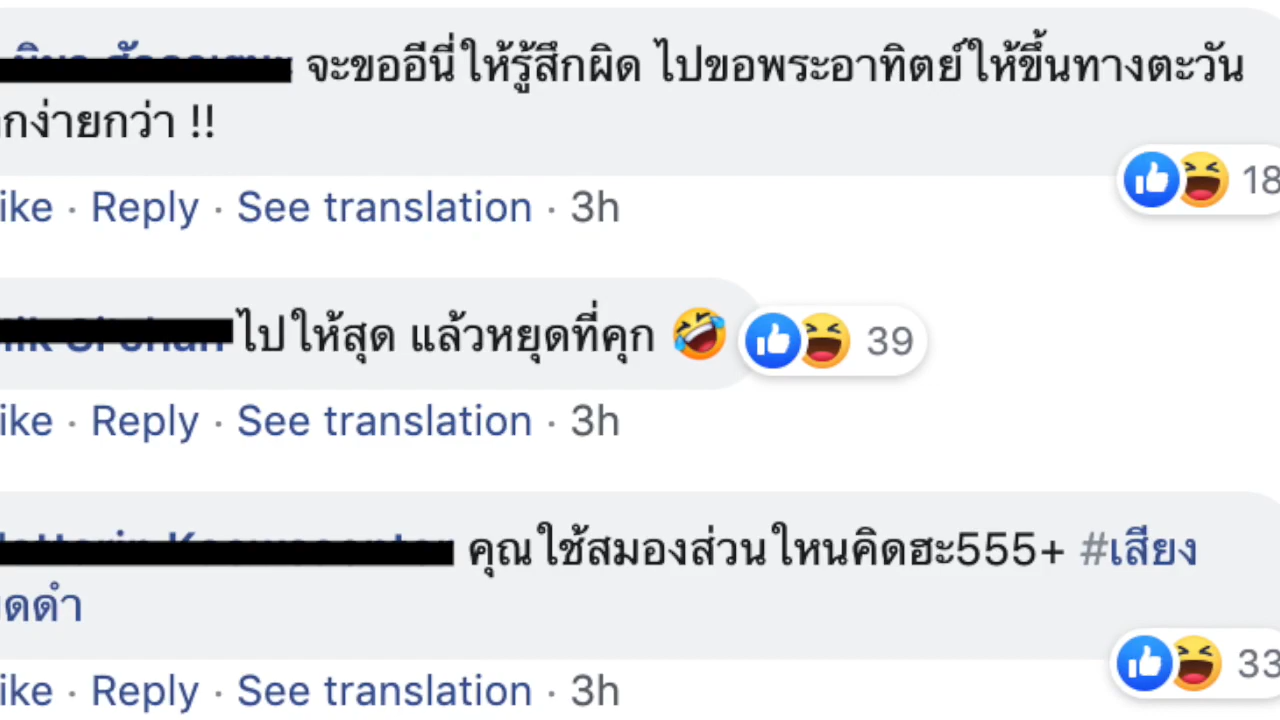 จะขออีนี่ให้รู้สึกผิด ไปขอพระอาทิตย์ให้ขึ้นทางตะวัน
กง่ายกว่า !!
18
ike · Reply · See translation · 3h
ไปให้สุด แล้วหยุดที่คุก 🤣 39
ike · Reply · See translation · 3h
คุณใช้สมองส่วนใหนคิดฮะ555+ #เสียง
ดดำ
33
ike · Reply · See translation · 3h